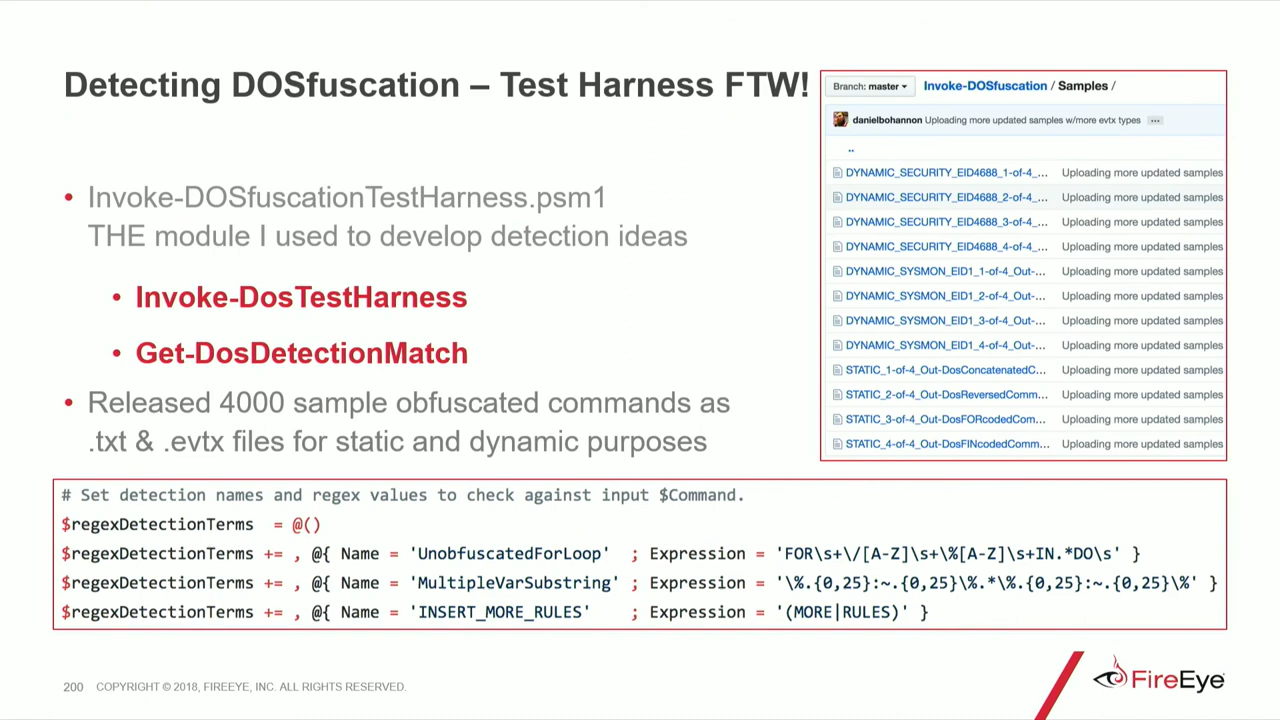 Detecting DOSfuscation – Test Harness FTW!
• Invoke-DOSfuscationTestHarness.psm1
THE module I used to develop detection ideas
• Invoke-DosTestHarness
• Get-DosDetectionMatch
• Released 4000 sample obfuscated commands as
.txt & .evtx files for static and dynamic purposes
Branch: master Invoke-DOSfuscation / Samples /
danielbohannon Uploading more updated samples w/more evtx types ...
..
DYNAMIC_SECURITY_EID4688_1-of-4_... Uploading more updated samples
DYNAMIC_SECURITY_EID4688_2-of-4_... Uploading more updated samples
DYNAMIC_SECURITY_EID4688_3-of-4_... Uploading more updated samples
DYNAMIC_SECURITY_EID4688_4-of-4_... Uploading more updated samples
DYNAMIC_SYSMON_EID1_1-of-4_Out-... Uploading more updated samples
DYNAMIC_SYSMON_EID1_2-of-4_Out-... Uploading more updated samples
DYNAMIC_SYSMON_EID1_3-of-4_Out-... Uploading more updated samples
DYNAMIC_SYSMON_EID1_4-of-4_Out-... Uploading more updated samples
STATIC_1-of-4_Out-DosConcatenatedC... Uploading more updated samples
STATIC_2-of-4_Out-DosReversedComm... Uploading more updated samples
STATIC_3-of-4_Out-DosFORcodedCom... Uploading more updated samples
STATIC_4-of-4_Out-DosFINcodedComm... Uploading more updated samples
# Set detection names and regex values to check against input $Command.
$regexDetectionTerms = @()
$regexDetectionTerms += , @{ Name = 'UnobfuscatedForLoop' ; Expression = 'FOR\s+\/[A-Z]\s+\%[A-Z]\s+IN.*DO\s' }
$regexDetectionTerms += , @{ Name = 'MultipleVarSubstring' ; Expression = '\%.{0,25}:~.{0,25}\%.*\%.{0,25}:~.{0,25}\%' }
$regexDetectionTerms += , @{ Name = 'INSERT_MORE_RULES' ; Expression = '(MORE|RULES)' }
200 COPYRIGHT © 2018, FIREEYE, INC. ALL RIGHTS RESERVED.
FireEye